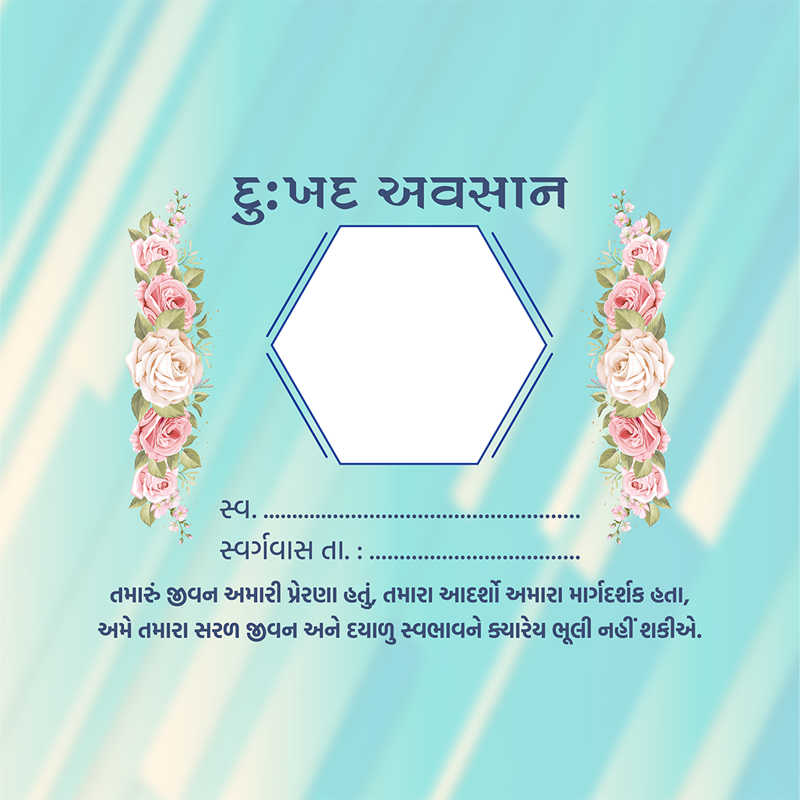 દુ:ખદ અવસાન
સ્વ. ......................................................
સ્વર્ગવાસ તા. : ....................................
તમારું જીવન અમારી પ્રેરણા હતું, તમારા આદર્શો અમારા માર્ગદર્શક હતા,
અમે તમારા સરળ જીવન અને દયાળુ સ્વભાવને ક્યારેય ભૂલી નહીં શકીએ.